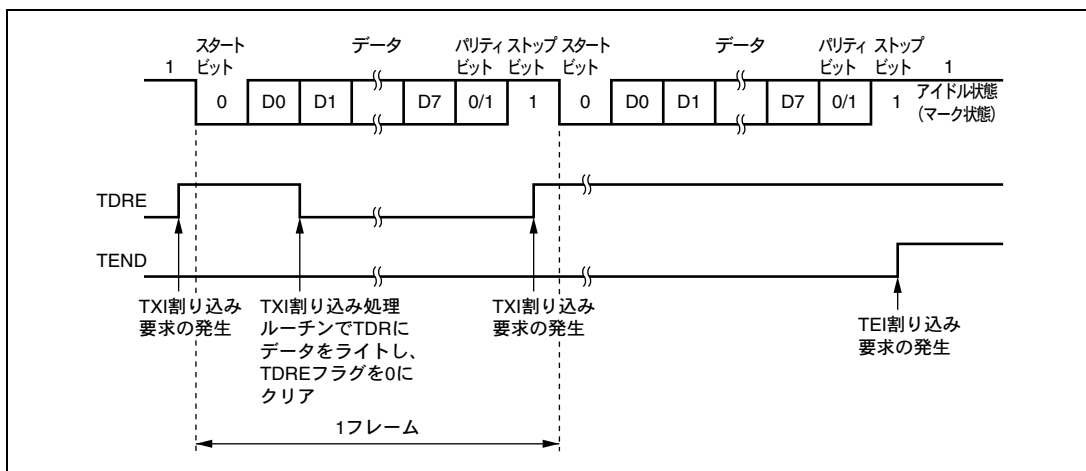 スタート
ビット
データ
パリティ
ビット
ストップ
ビット
スタート
ビット
データ
パリティ
ビット
ストップ
ビット
1
0
D0
D1
D7
0/1
1
0
D0
D1
D7
0/1
1
1
アイドル状態
(マーク状態)
TDRE
TEND
TXI割り込み
要求の発生
TXI割り込み処理
ルーチンでTDRに
データをライトし、
TDREフラグを0に
クリア
TXI割り込み
要求の発生
TEI割り込み
要求の発生
1フレーム